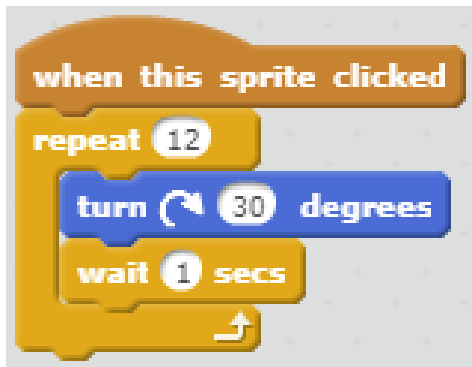 when this sprite clicked
repeat 12
turn 30 degrees
wait 1 secs